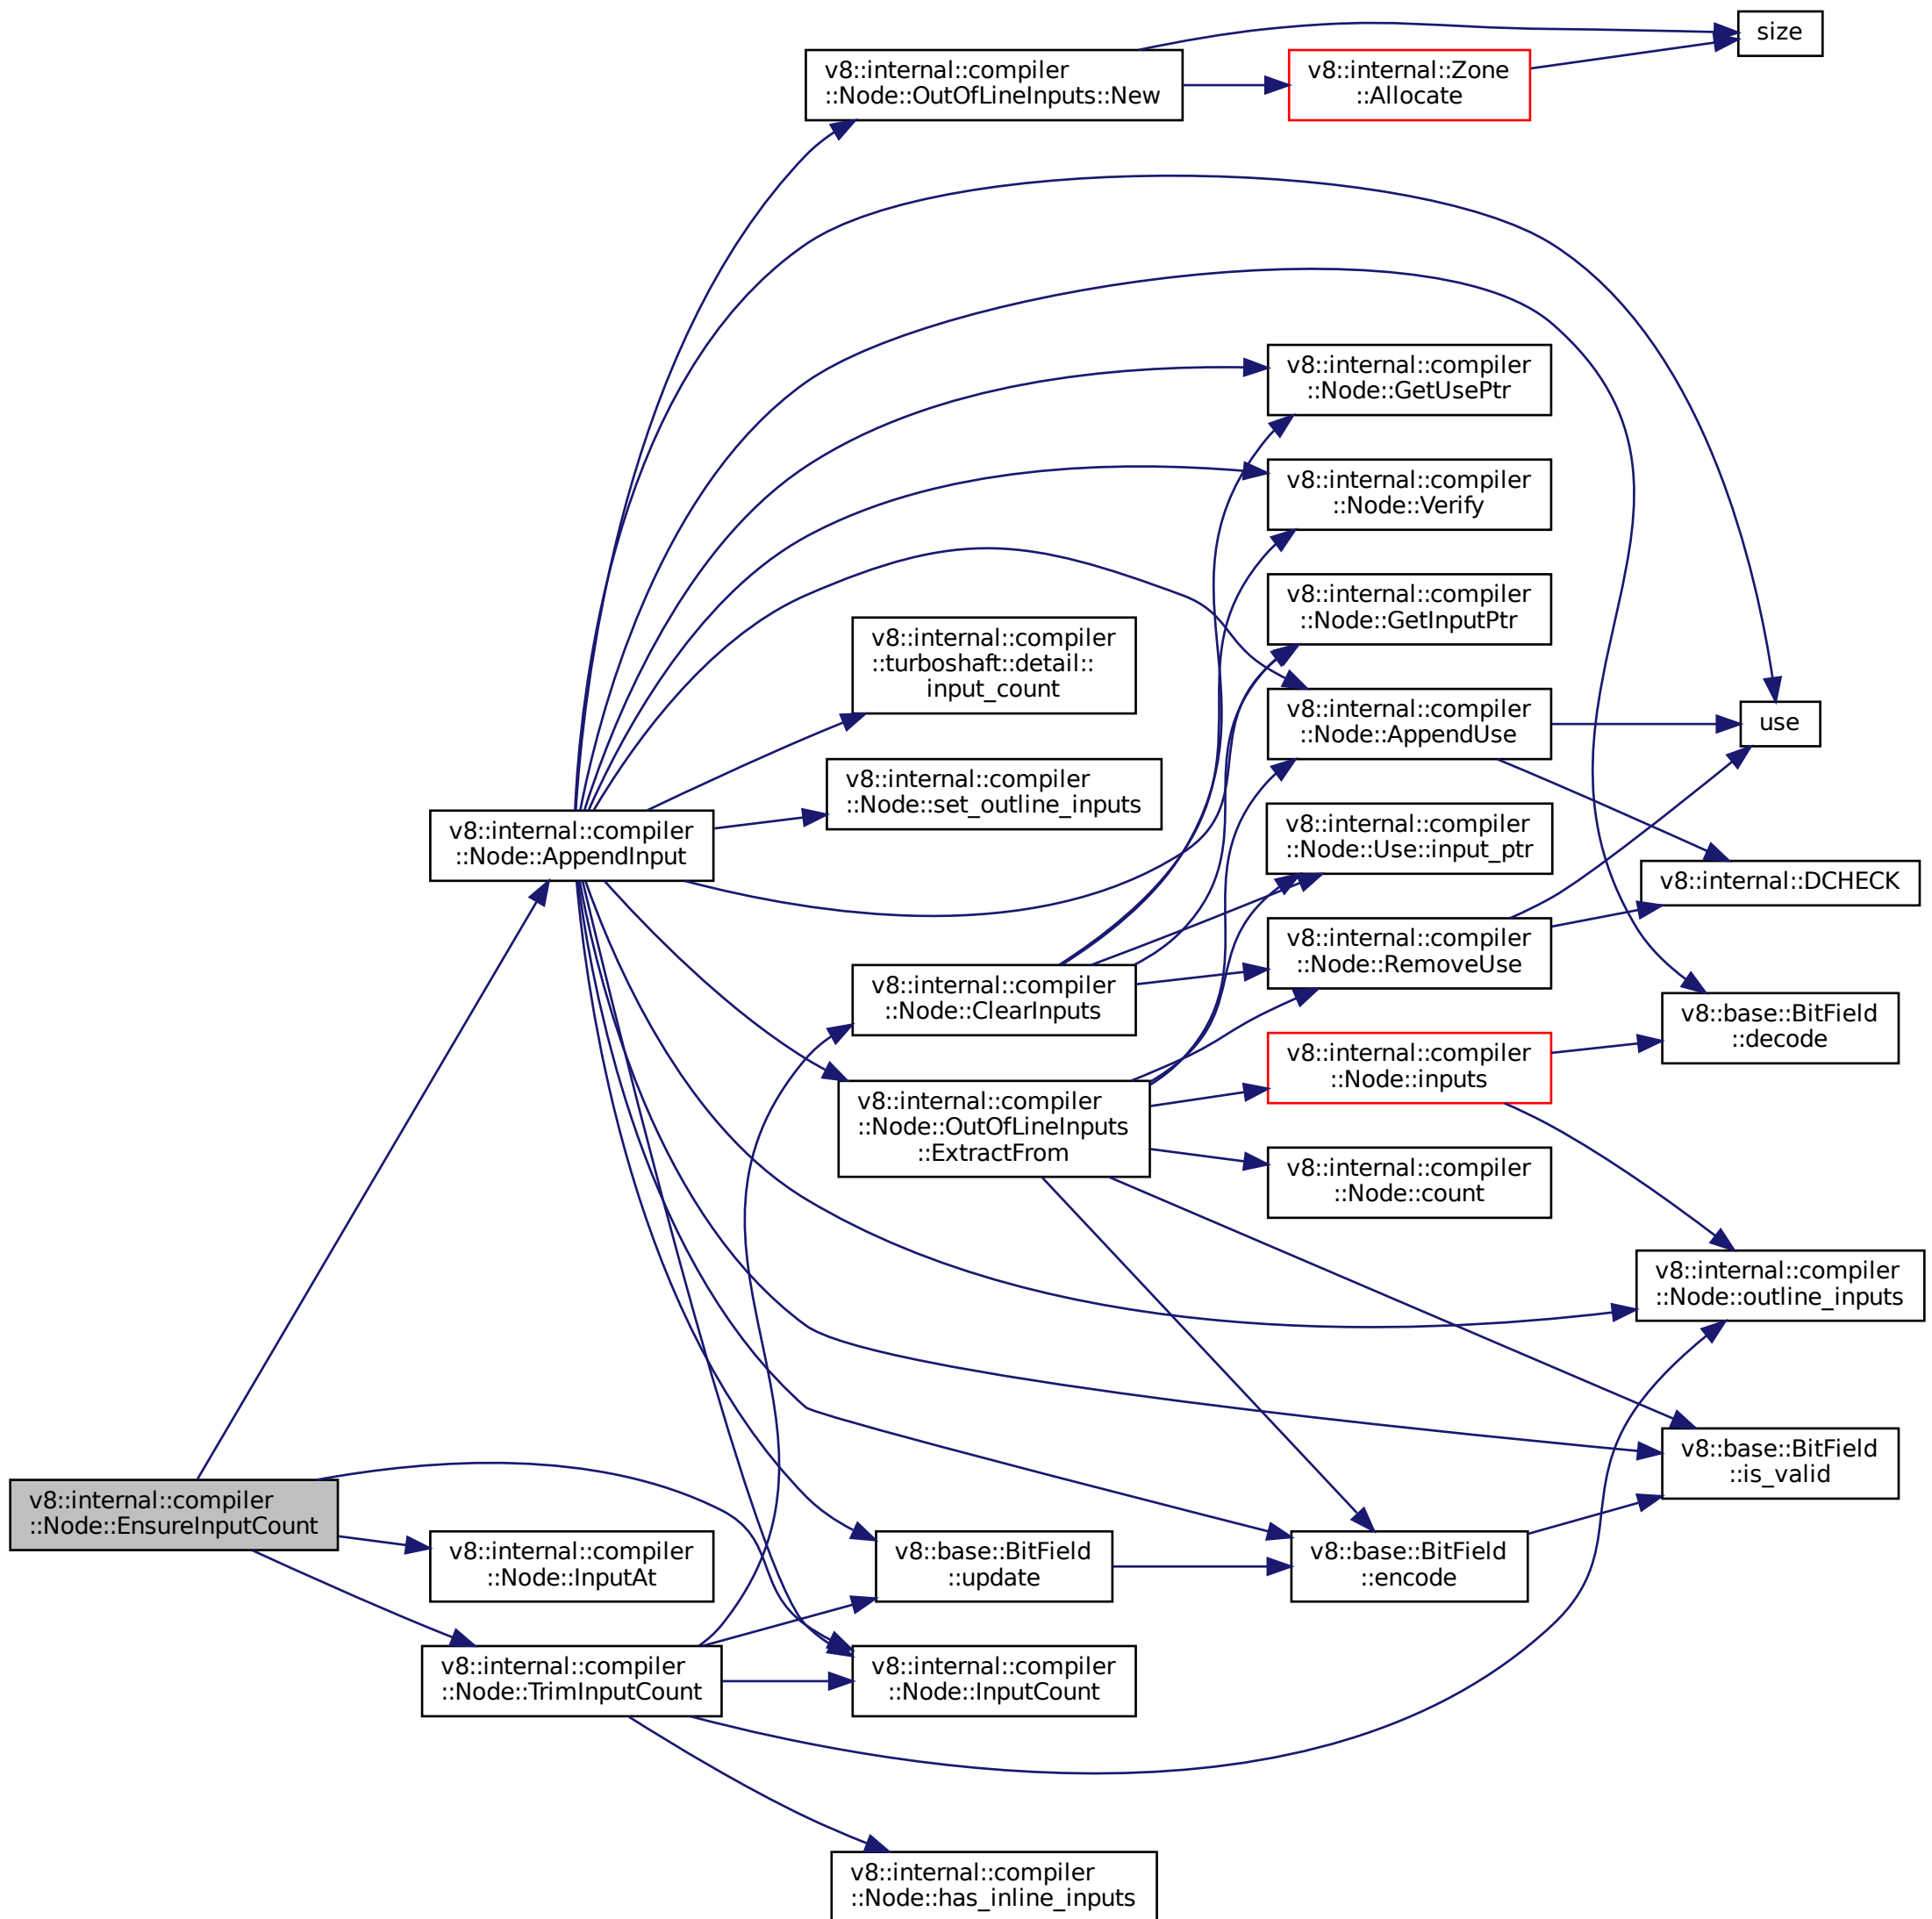 size
v8::internal::compiler
::Node::OutOfLineInputs::New
v8::internal::Zone
::Allocate
v8::internal::compiler
::Node::GetUsePtr
v8::internal::compiler
::Node::Verify
v8::internal::compiler
::Node::GetInputPtr
v8::internal::compiler
::turboshaft::detail::
input_count
v8::internal::compiler
::Node::AppendUse
use
v8::internal::compiler
::Node::set_outline_inputs
v8::internal::compiler
::Node::AppendInput
v8::internal::compiler
::Node::Use::input_ptr
v8::internal::DCHECK
v8::internal::compiler
::Node::RemoveUse
v8::internal::compiler
::Node::ClearInputs
v8::base::BitField
::decode
v8::internal::compiler
::Node::inputs
v8::internal::compiler
::Node::OutOfLineInputs
::ExtractFrom
v8::internal::compiler
::Node::count
v8::internal::compiler
::Node::outline_inputs
v8::base::BitField
::is_valid
v8::internal::compiler
::Node::EnsureInputCount
v8::internal::compiler
::Node::InputAt
v8::base::BitField
::update
v8::base::BitField
::encode
v8::internal::compiler
::Node::TrimInputCount
v8::internal::compiler
::Node::InputCount
v8::internal::compiler
::Node::has_inline_inputs